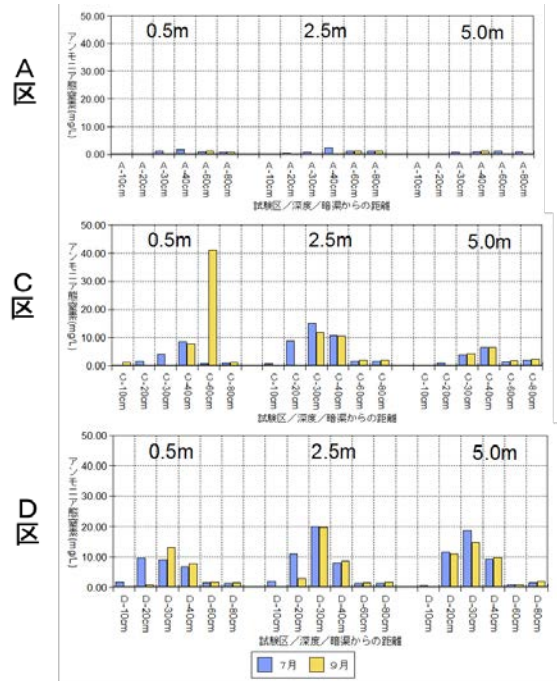 A区
アンモニア態窒素(mg/L)
50.00
40.00
30.00
20.00
10.00
0.00
0.5m 2.5m 5.0m
A-10cm A-20cm A-30cm A-40cm A-60cm A-80cm A-10cm A-20cm A-30cm A-40cm A-60cm A-80cm A-10cm A-20cm A-30cm A-40cm A-60cm A-80cm
試験区/深度/暗渠からの距離
C区
アンモニア態窒素(mg/L)
50.00
40.00
30.00
20.00
10.00
0.00
0.5m 2.5m 5.0m
C-10cm C-20cm C-30cm C-40cm C-60cm C-80cm C-10cm C-20cm C-30cm C-40cm C-60cm C-80cm C-10cm C-20cm C-30cm C-40cm C-60cm C-80cm
試験区/深度/暗渠からの距離
D区
アンモニア態窒素(mg/L)
50.00
40.00
30.00
20.00
10.00
0.00
0.5m 2.5m 5.0m
D-10cm D-20cm D-30cm D-40cm D-60cm D-80cm D-10cm D-20cm D-30cm D-40cm D-60cm D-80cm D-10cm D-20cm D-30cm D-40cm D-60cm D-80cm
試験区/深度/暗渠からの距離
7月 9月